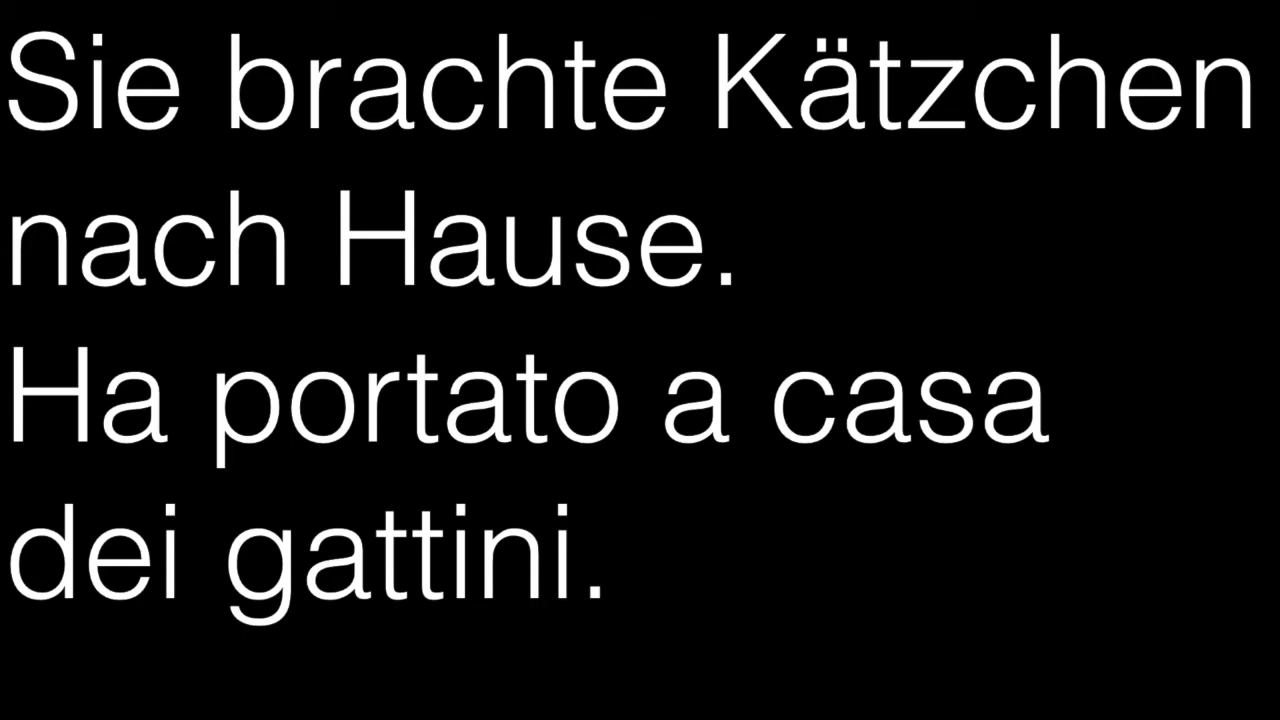 Sie brachte Kätzchen
nach Hause.
Ha portato a casa
dei gattini.